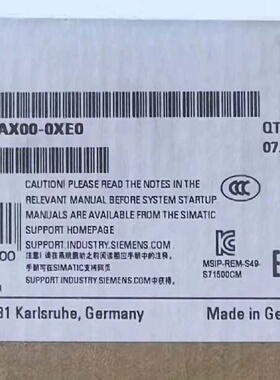 AX00-0XE0
QT
07.
CAUTION! PLEASE READ THE NOTES IN THE
RELEVANT MANUAL BEFORE SYSTEM STARTUP
MANUALS ARE AVAILABLE FROM THE SIMATIC
SUPPORT HOMEPAGE
SUPPORT.INDUSTRY.SIEMENS.COM
注意! 在系统启动之前请阅读相应手册中的注意
手册可在SIMATIC支持网页
SUPPORT.INDUSTRY.SIEMENS.COM中获得。
00
CCC
MSIP-REM-S49-
S71500CM
E
31 Karlsruhe, Germany
Made in Ge